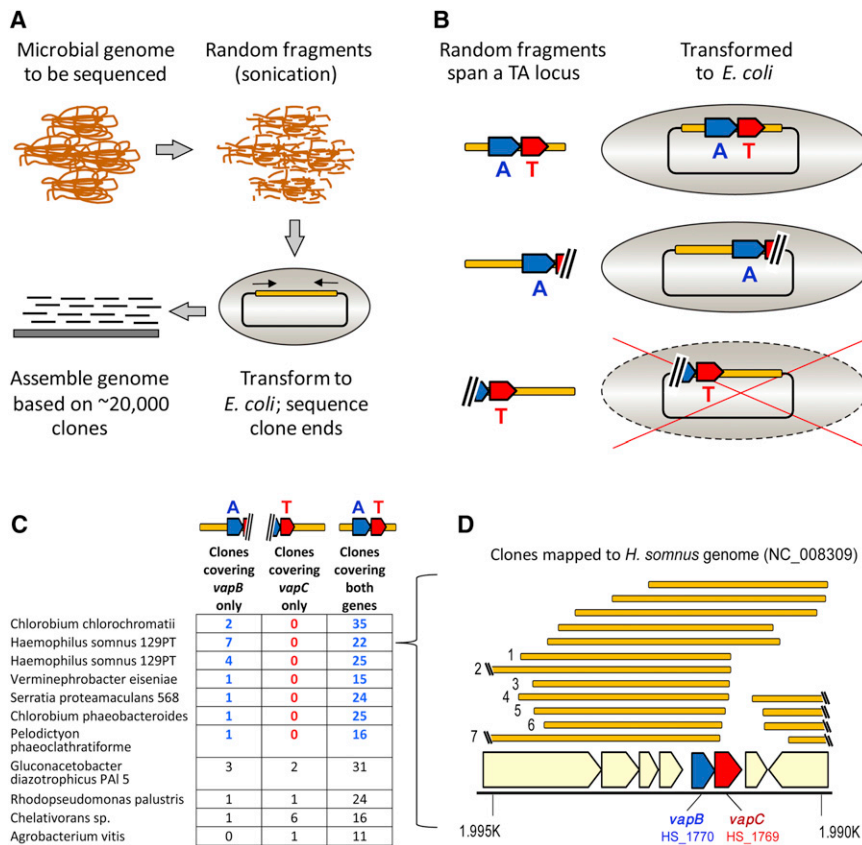 A
Microbial genome
to be sequenced
Random fragments
(sonication)
Assemble genome
based on ~20,000
clones
Transform to
E. coli; sequence
clone ends
B
Random fragments
span a TA locus
Transformed
to E. coli
A T
A T
A
A
T
T
C
A T A T
Clones covering vapB only
Clones covering vapC only
Clones covering both genes
Chlorobium chlorochromatii 2 0 35
Haemophilus somnus 129PT 7 0 22
Haemophilus somnus 129PT 4 0 25
Verminephrobacter eiseniae 1 0 15
Serratia proteamaculans 568 1 0 24
Chlorobium phaeobacteroides 1 0 25
Pelodictyon
phaeoclathratiforme 1 0 16
Gluconacetobacter
diazotrophicus PAl 5 3 2 31
Rhodopseudomonas palustris 1 1 24
Chelativorans sp. 1 6 16
Agrobacterium vitis 0 1 11
D
Clones mapped to H. somnus genome (NC_008309)
1
2
3
4
5
6
7
vapB vapC
HS_1770 HS_1769
1.995K 1.990K